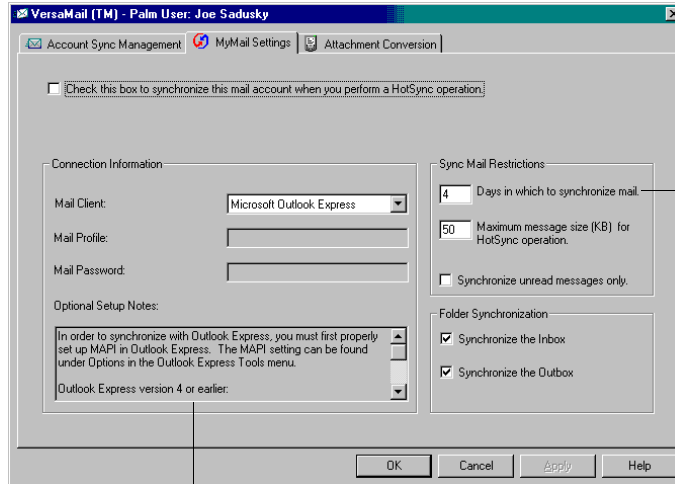 VersaMail (TM) - Palm User: Joe Sadusky
Account Sync Management
MyMail Settings
Attachment Conversion
Check this box to synchronize this mail account when you perform a HotSync operation.
Connection Information
Mail Client:
Microsoft Outlook Express
Mail Profile:
Mail Password:
Optional Setup Notes:
In order to synchronize with Outlook Express, you must first properly
set up MAPI in Outlook Express. The MAPI setting can be found
under Options in the Outlook Express Tools menu.
Outlook Express version 4 or earlier:
Sync Mail Restrictions
4 Days in which to synchronize mail.
50 Maximum message size (KB) for
HotSync operation.
Synchronize unread messages only.
Folder Synchronization
Synchronize the Inbox
Synchronize the Outbox
OK
Cancel
Apply
Help